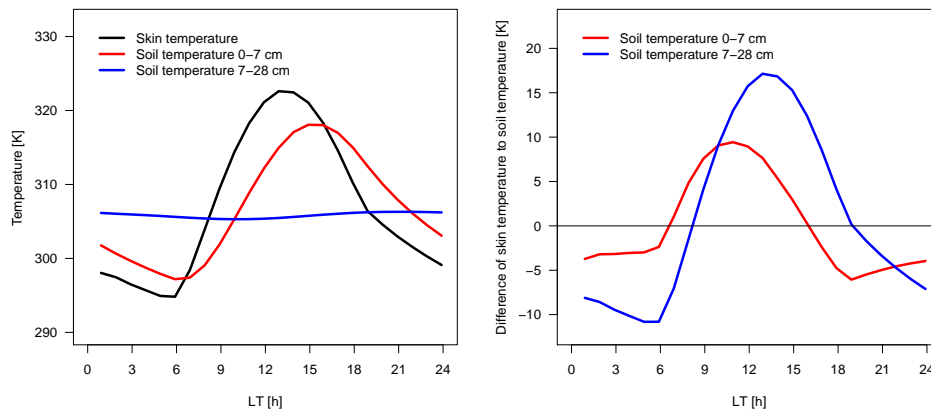 Skin temperature
Soil temperature 0–7 cm
Soil temperature 7–28 cm
Temperature [K]
330
320
310
300
290
0 3 6 9 12 15 18 21 24
LT [h]
Soil temperature 0–7 cm
Soil temperature 7–28 cm
Difference of skin temperature to soil temperature [K]
20
15
10
5
0
−5
−10
0 3 6 9 12 15 18 21 24
LT [h]